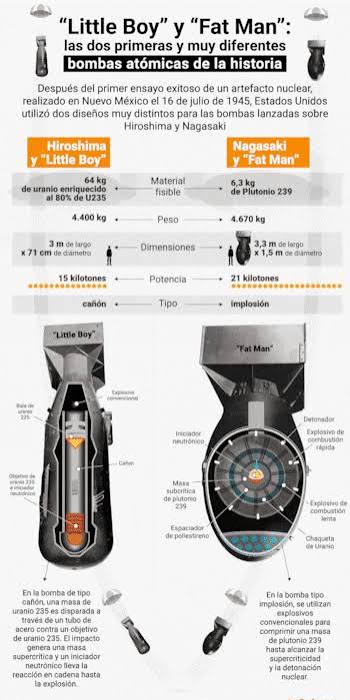 “Little Boy” y “Fat Man”:
las dos primeras y muy diferentes
bombas atómicas de la historia
Después del primer ensayo exitoso de un artefacto nuclear,
realizado en Nuevo México el 16 de julio de 1945, Estados Unidos
utilizó dos diseños muy distintos para las bombas lanzadas sobre
Hiroshima y Nagasaki
Hiroshima
y “Little Boy”
Nagasaki
y “Fat Man”
64 kg
de uranio enriquecido
al 80% de U235
Material
fisible
6,3 kg
de Plutonio 239
4.400 kg
Peso
4.670 kg
3 m de largo
x 71 cm de diámetro
Dimensiones
3,3 m de largo
x 1,5 m de diámetro
15 kilotones
Potencia
21 kilotones
cañón
Tipo
implosión
"Little Boy"
Explosivo
convencional
Bala de
uranio
235
Cañón
Objetivo de
uranio 235
e iniciador
neutrónico
En la bomba de tipo
cañón, una masa de
uranio 235 es disparada a
través de un tubo de
acero contra un objetivo
de uranio 235. El impacto
genera una masa
supercrítica y un iniciador
neutrónico lleva la
reacción en cadena hasta
la explosión.
"Fat Man"
Detonador
Explosivo de
combustión
rápida
Iniciador
neutrónico
Masa
subcrítica
de plutonio
239
Explosivo de
combustión
lenta
Espaciador
de poliestireno
Chaqueta
de Uranio
En la bomba tipo
implosión, se utilizan
explosivos
convencionales para
comprimir una masa
de plutonio 239
hasta alcanzar la
supercriticidad
y la detonación
nuclear.